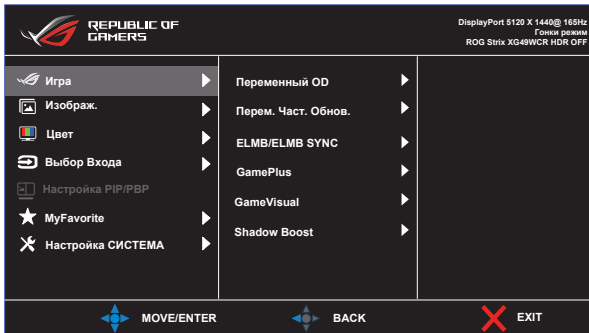 REPUBLIC OF
GAMERS
DisplayPort 5120 X 1440@ 165Hz
Гонки режим
ROG Strix XG49WCR HDR OFF
Игра
Изображ.
Цвет
Выбор Входа
Настройка PIP/PBP
MyFavorite
Настройка СИСТЕМА
Переменный OD
Перем. Част. Обнов.
ELMB/ELMB SYNC
GamePlus
GameVisual
Shadow Boost
MOVE/ENTER
BACK
EXIT